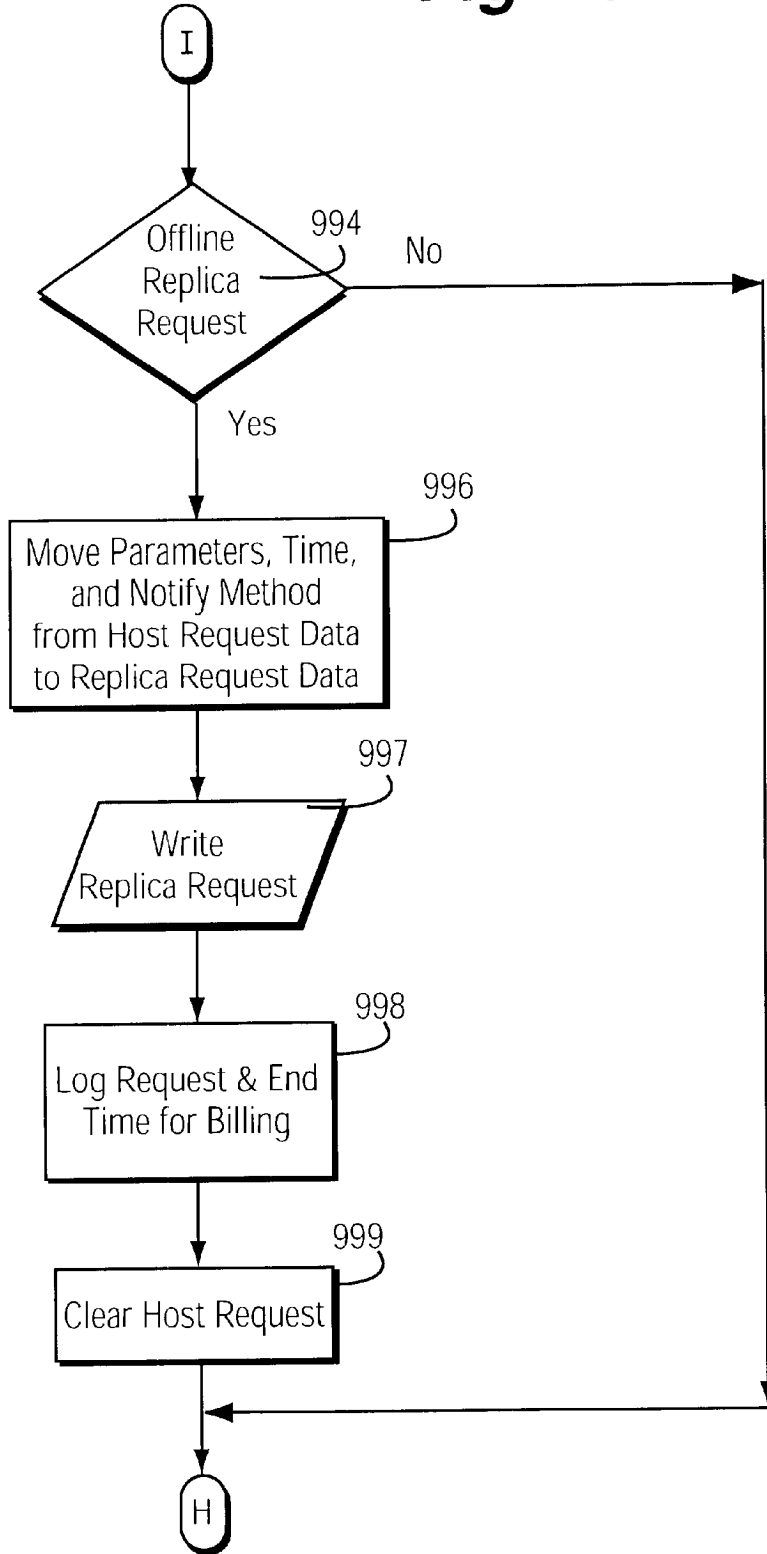 I
Offline
Replica
Request
994
No
Yes
996
Move Parameters, Time,
and Notify Method
from Host Request Data
to Replica Request Data
997
Write
Replica Request
998
Log Request & End
Time for Billing
999
Clear Host Request
H